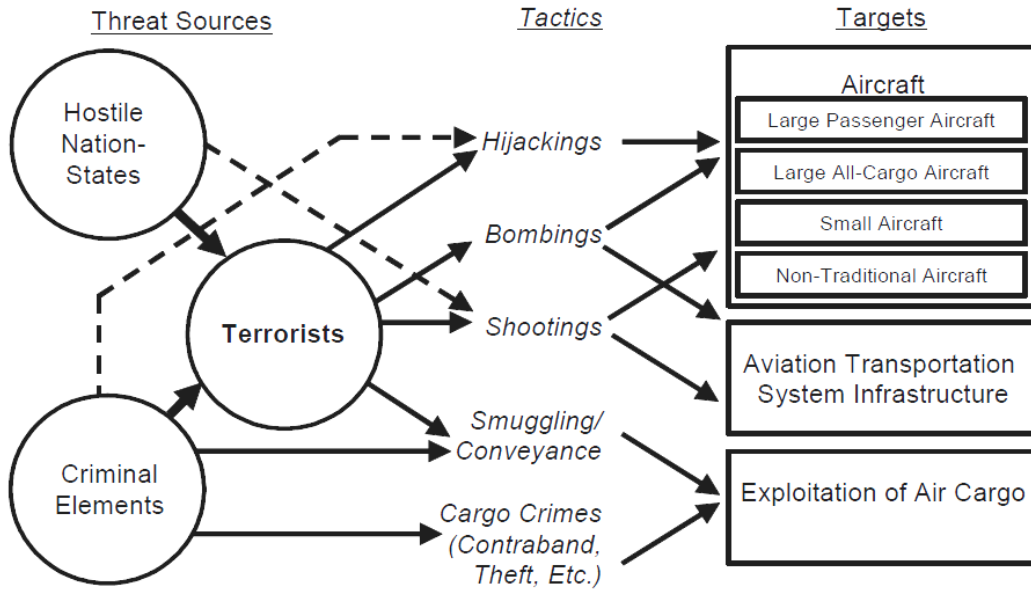 Threat Sources
Tactics
Targets
Hostile
Nation-
States
Terrorists
Criminal
Elements
Hijackings
Bombings
Shootings
Smuggling/
Conveyance
Cargo Crimes
(Contraband,
Theft, Etc.)
Aircraft
Large Passenger Aircraft
Large All-Cargo Aircraft
Small Aircraft
Non-Traditional Aircraft
Aviation Transportation
System Infrastructure
Exploitation of Air Cargo